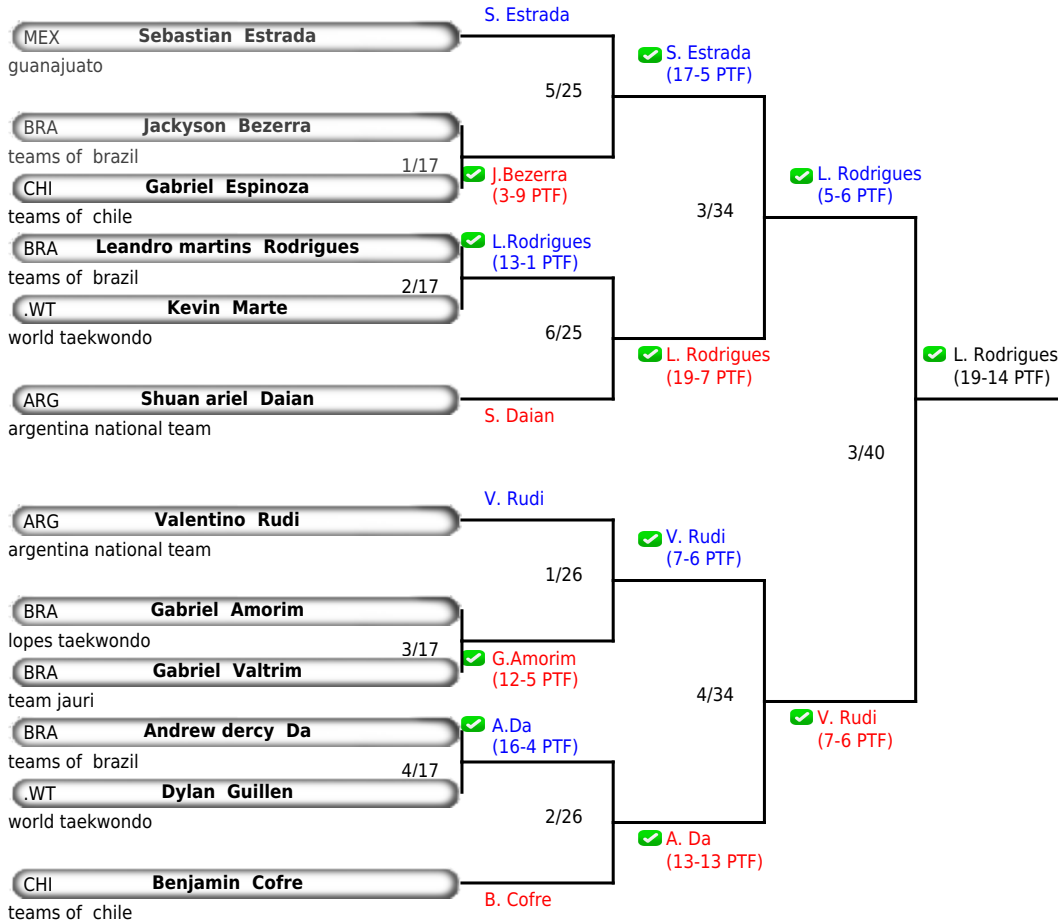 S. Estrada
MEX Sebastian Estrada
guanajuato
S. Estrada
(17-5 PTF)
5/25
BRA Jackyson Bezerra
teams of brazil
1/17
J.Bezerra
(3-9 PTF)
CHI Gabriel Espinoza
teams of chile
L. Rodrigues
(5-6 PTF)
3/34
BRA Leandro martins Rodrigues
teams of brazil
L.Rodrigues
(13-1 PTF)
2/17
.WT Kevin Marte
world taekwondo
6/25
L. Rodrigues
(19-7 PTF)
L. Rodrigues
(19-14 PTF)
ARG Shuan ariel Daian
argentina national team
S. Daian
3/40
V. Rudi
ARG Valentino Rudi
argentina national team
V. Rudi
(7-6 PTF)
1/26
BRA Gabriel Amorim
lopes taekwondo
3/17
G.Amorim
(12-5 PTF)
BRA Gabriel Valtrim
team jauri
4/34
V. Rudi
(7-6 PTF)
BRA Andrew dercy Da
teams of brazil
A.Da
(16-4 PTF)
4/17
.WT Dylan Guillen
world taekwondo
2/26
A. Da
(13-13 PTF)
CHI Benjamin Cofre
teams of chile
B. Cofre